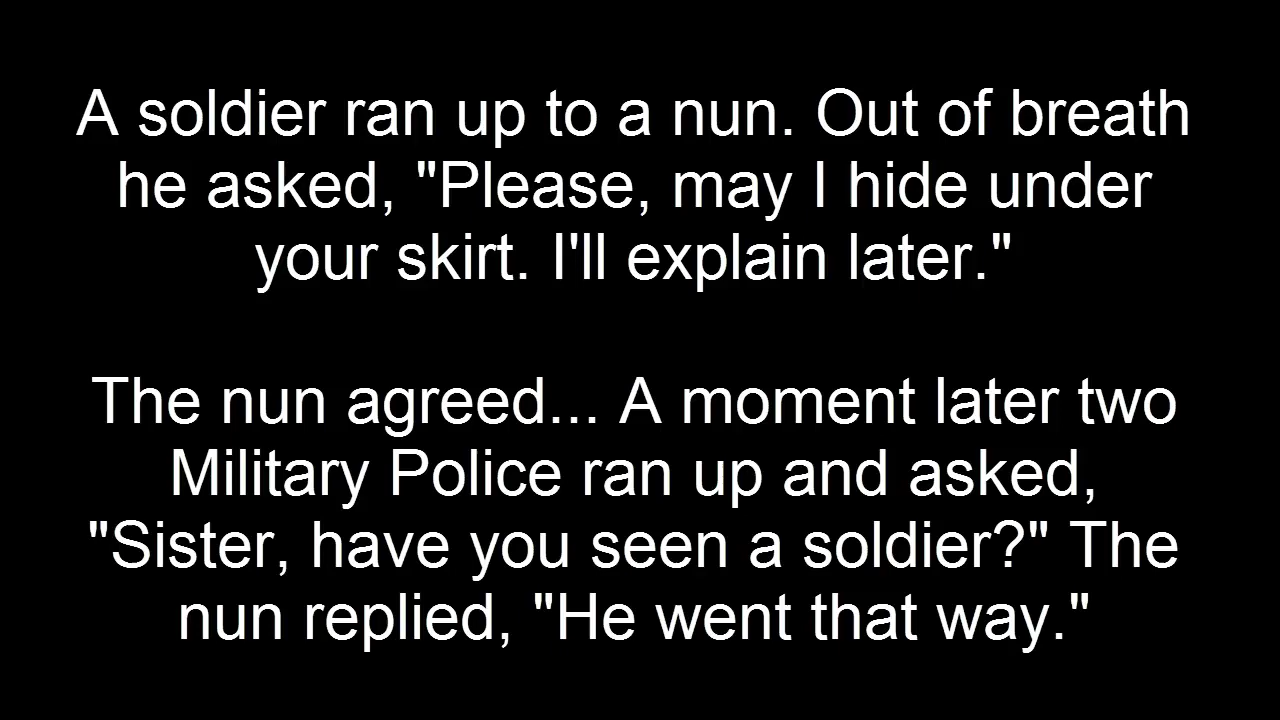 A soldier ran up to a nun. Out of breath
he asked, "Please, may I hide under
your skirt. I'll explain later."
The nun agreed... A moment later two
Military Police ran up and asked,
"Sister, have you seen a soldier?" The
nun replied, "He went that way."